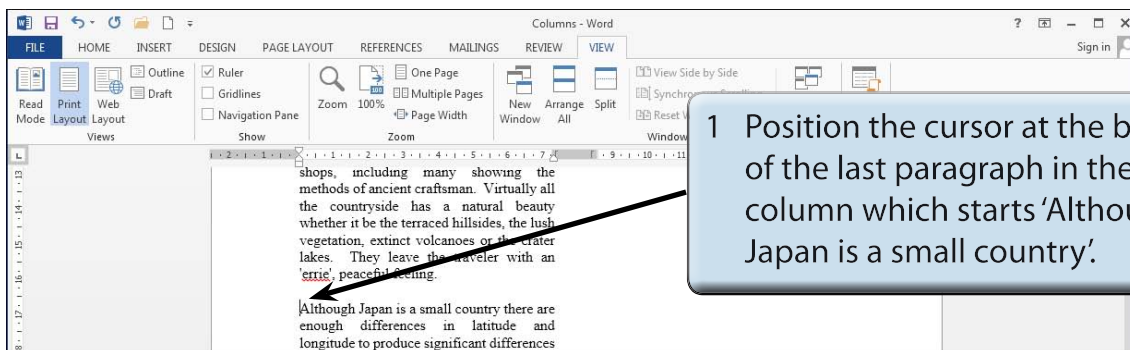 Columns - Word
?
FILE HOME INSERT DESIGN PAGE LAYOUT REFERENCES MAILINGS REVIEW VIEW Sign in
Read Mode
Print Layout
Web Layout
Outline
Draft
Views
Ruler
Gridlines
Navigation Pane
Show
Zoom
100%
One Page
Multiple Pages
Page Width
Zoom
New Window
Arrange All
Split
View Side by Side
Window
1 Position the cursor at the b
of the last paragraph in the
column which starts 'Althou
Japan is a small country'.
shops, including many showing the
methods of ancient craftsman. Virtually all
the countryside has a natural beauty
whether it be the terraced hillsides, the lush
vegetation, extinct volcanoes or the crater
lakes. They leave the traveler with an
'errie', peaceful feeling.
Although Japan is a small country there are
enough differences in latitude and
longitude to produce significant differences